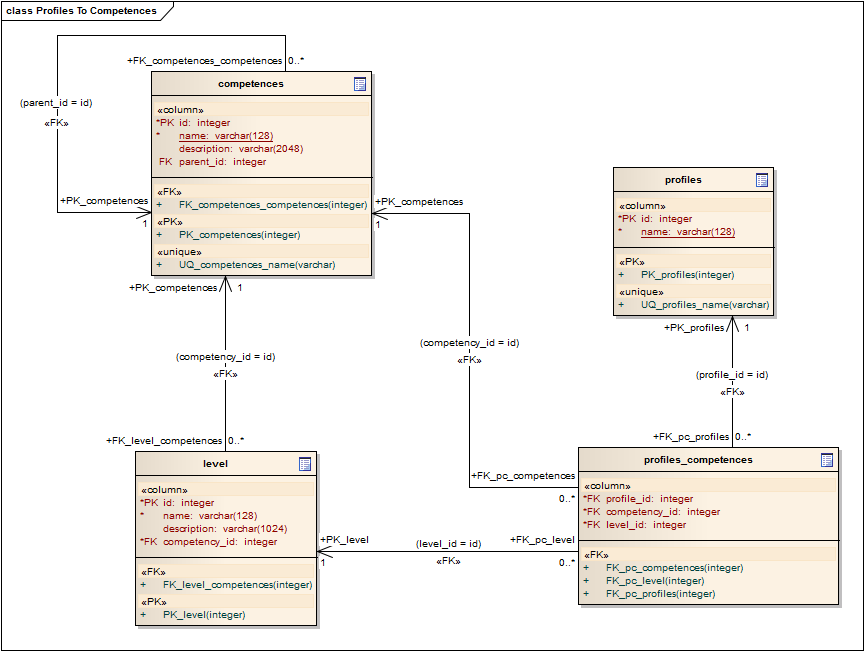 class Profiles To Competences
+FK_competences_competences 0..*
(parent_id = id)
«FK»
+PK_competences
1
competences
«column»
*PK id: integer
* name: varchar(128)
description: varchar(2048)
FK parent_id: integer
«FK»
+ FK_competences_competences(integer)
«PK»
+ PK_competences(integer)
«unique»
+ UQ_competences_name(varchar)
+PK_competences
1
+PK_competences 1
profiles
«column»
*PK id: integer
* name: varchar(128)
«PK»
+ PK_profiles(integer)
«unique»
+ UQ_profiles_name(varchar)
+PK_profiles 1
(competency_id = id)
«FK»
(competency_id = id)
«FK»
(profile_id = id)
«FK»
+FK_level_competences 0..*
+FK_pc_profiles 0..*
+FK_pc_competences
0..*
level
«column»
*PK id: integer
* name: varchar(128)
description: varchar(1024)
*FK competency_id: integer
«FK»
+ FK_level_competences(integer)
«PK»
+ PK_level(integer)
+PK_level
1
(level_id = id)
«FK»
+FK_pc_level
0..*
profiles_competences
«column»
*FK profile_id: integer
*FK competency_id: integer
*FK level_id: integer
«FK»
+ FK_pc_competences(integer)
+ FK_pc_level(integer)
+ FK_pc_profiles(integer)